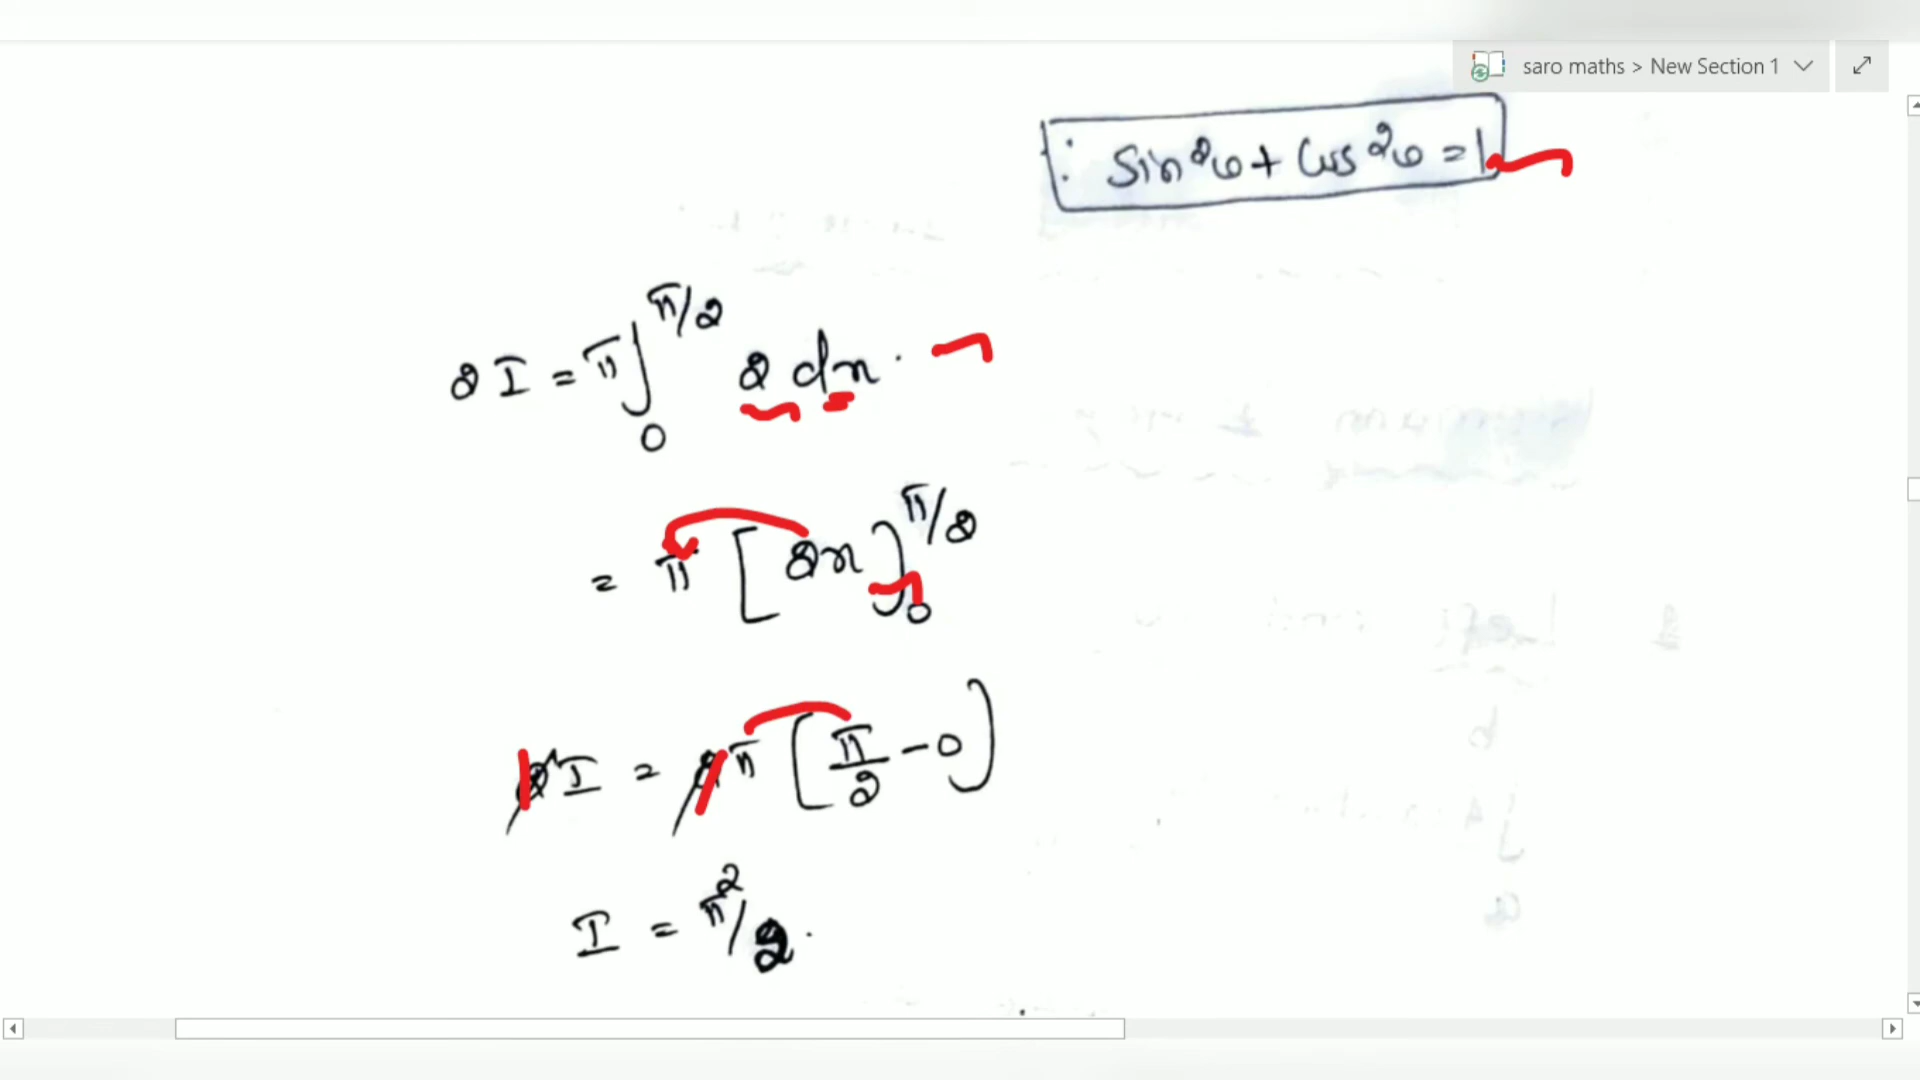 saro maths > New Section 1
∵ Sin²θ + Cos²θ = 1
2I = π ∫₀^{π/2} 2 dx.
= π [2x]₀^{π/2}
2I = 2π [π/2 - 0]
I = π²/2.